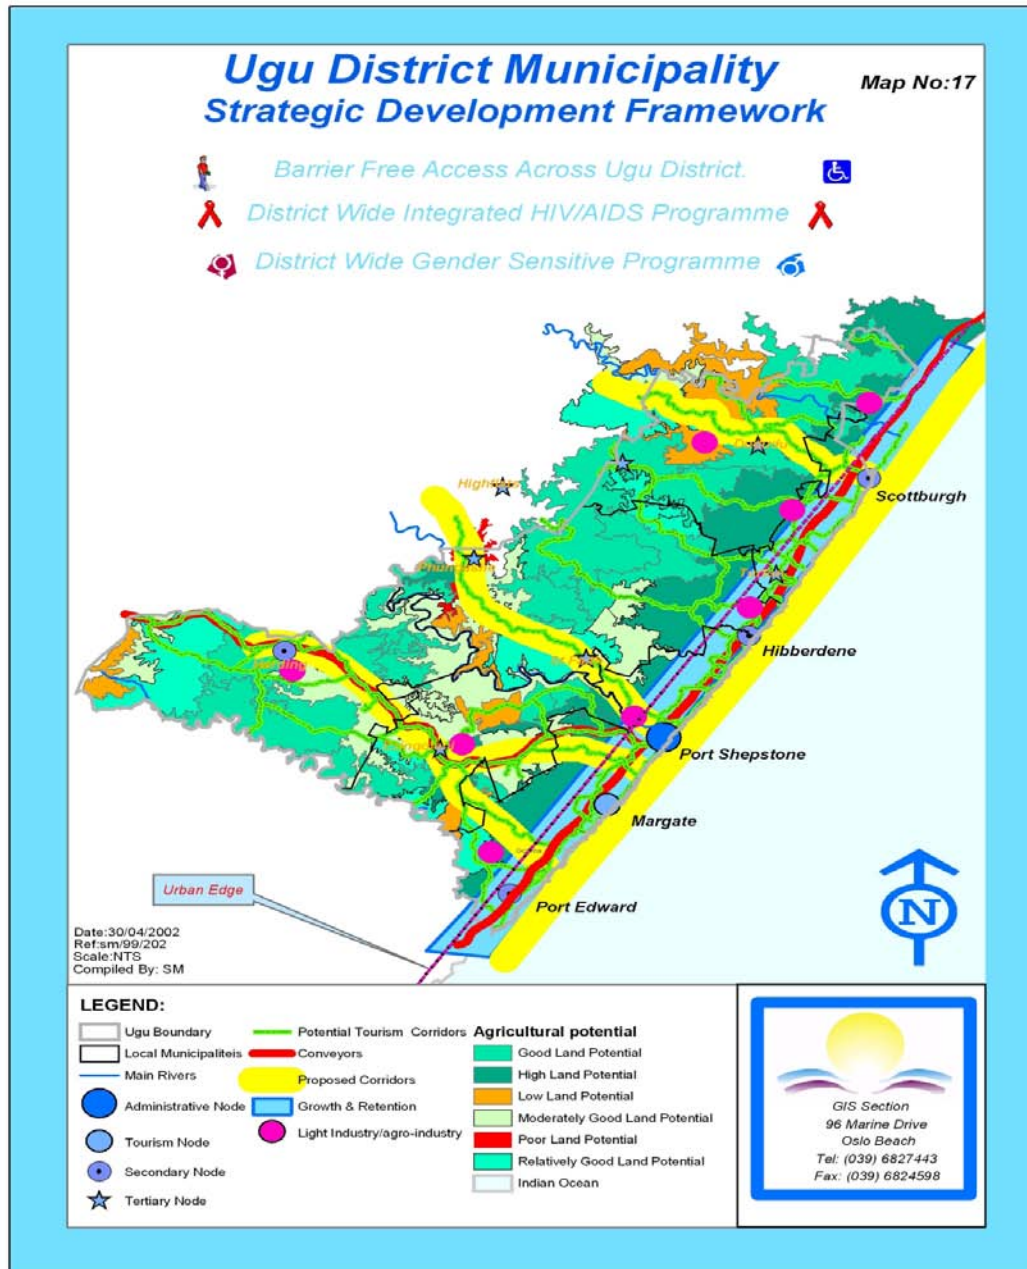 Ugu District Municipality
Strategic Development Framework
Map No:17
Barrier Free Access Across Ugu District.
District Wide Integrated HIV/AIDS Programme
District Wide Gender Sensitive Programme
Scottburgh
Hibberdene
Port Shepstone
Margate
Port Edward
Urban Edge
N
Date:30/04/2002
Ref:sm/99/202
Scale:NTS
Compiled By: SM
LEGEND:
Ugu Boundary
Local Municipaliteis
Main Rivers
Administrative Node
Tourism Node
Secondary Node
Tertiary Node
Potential Tourism Corridors
Conveyors
Proposed Corridors
Growth & Retention
Light Industry/agro-industry
Agricultural potential
Good Land Potential
High Land Potential
Low Land Potential
Moderately Good Land Potential
Poor Land Potential
Relatively Good Land Potential
Indian Ocean
GIS Section
96 Marine Drive
Oslo Beach
Tel: (039) 6827443
Fax: (039) 6824598